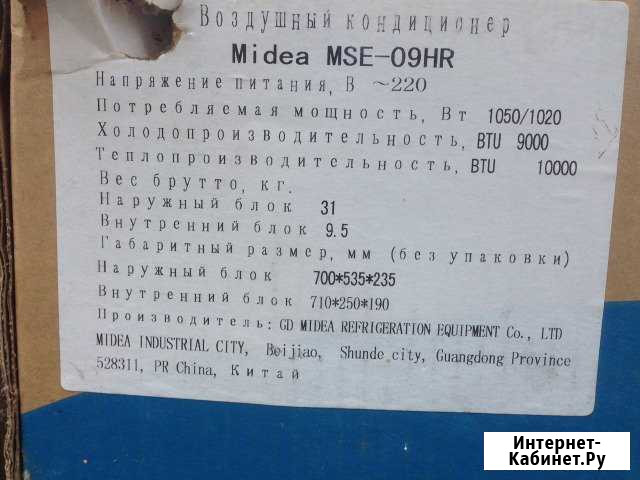 Воздушный кондиционер
Midea MSE-09HR
Напряжение питания, В ~220
Потребляемая мощность, Вт 1050/1020
Холодопроизводительность, BTU 9000
Теплопроизводительность, BTU 10000
Вес брутто, кг.
Наружный блок 31
Внутренний блок 9.5
Габаритный размер, мм (без упаковки)
Наружный блок 700*535*235
Внутренний блок 710*250*190
Производитель: GD MIDEA REFRIGERATION EQUIPMENT Co., LTD
MIDEA INDUSTRIAL CITY, Beijiao, Shunde city, Guangdong Province
528311, PR China, Китай
Интернет-
Кабинет.Ру